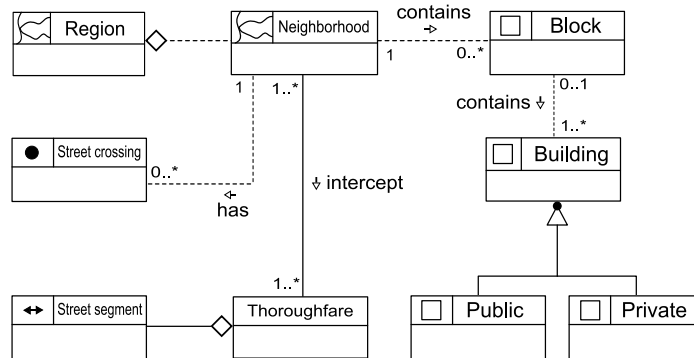 contains
Region
Neighborhood
Block
1
0..*
1
1..*
0..1
contains
Street crossing
0..*
1..*
Building
intercept
has
1..*
Street segment
Thoroughfare
Public
Private